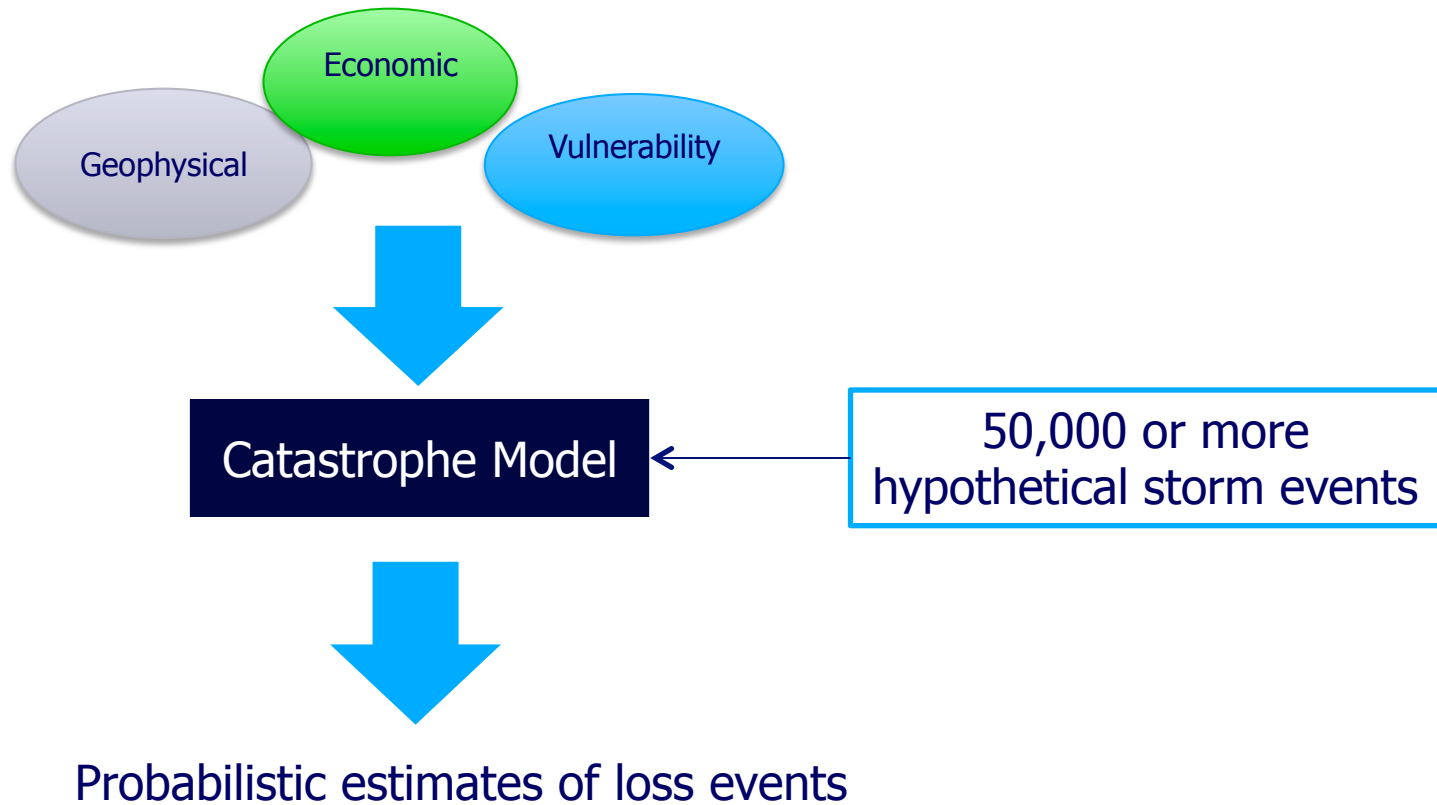 Economic
Geophysical
Vulnerability
Catastrophe Model
50,000 or more
hypothetical storm events
Probabilistic estimates of loss events